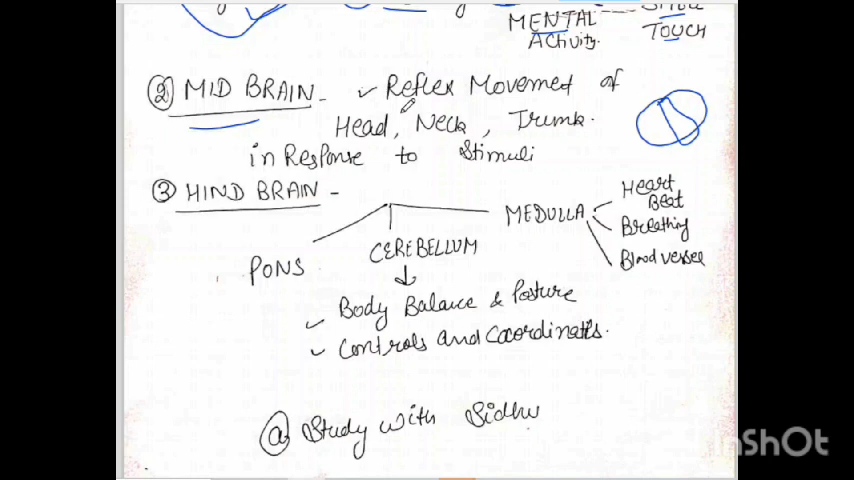 MENTAL TOUCH
Activity.
② MID BRAIN - ✓ Reflex Movement of
Head, Neck, Trunk.
in Response to Stimuli
③ HIND BRAIN -
PONS
CEREBELLUM
MEDULLA
Heart
Beat
Breathing
Blood vessel
✓ Body Balance & Posture
✓ Controls and Coordinates.
@ Study with Sidhu
InShOt